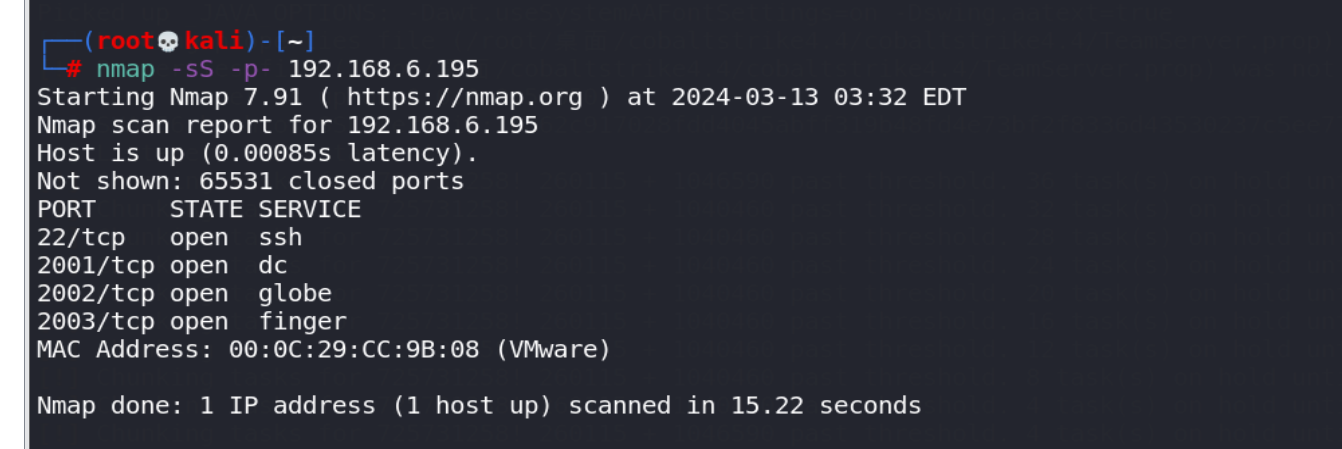 ┌──(root💀kali)-[~]
└─# nmap -sS -p- 192.168.6.195
Starting Nmap 7.91 ( https://nmap.org ) at 2024-03-13 03:32 EDT
Nmap scan report for 192.168.6.195
Host is up (0.00085s latency).
Not shown: 65531 closed ports
PORT     STATE SERVICE
22/tcp   open  ssh
2001/tcp open  dc
2002/tcp open  globe
2003/tcp open  finger
MAC Address: 00:0C:29:CC:9B:08 (VMware)
Nmap done: 1 IP address (1 host up) scanned in 15.22 seconds